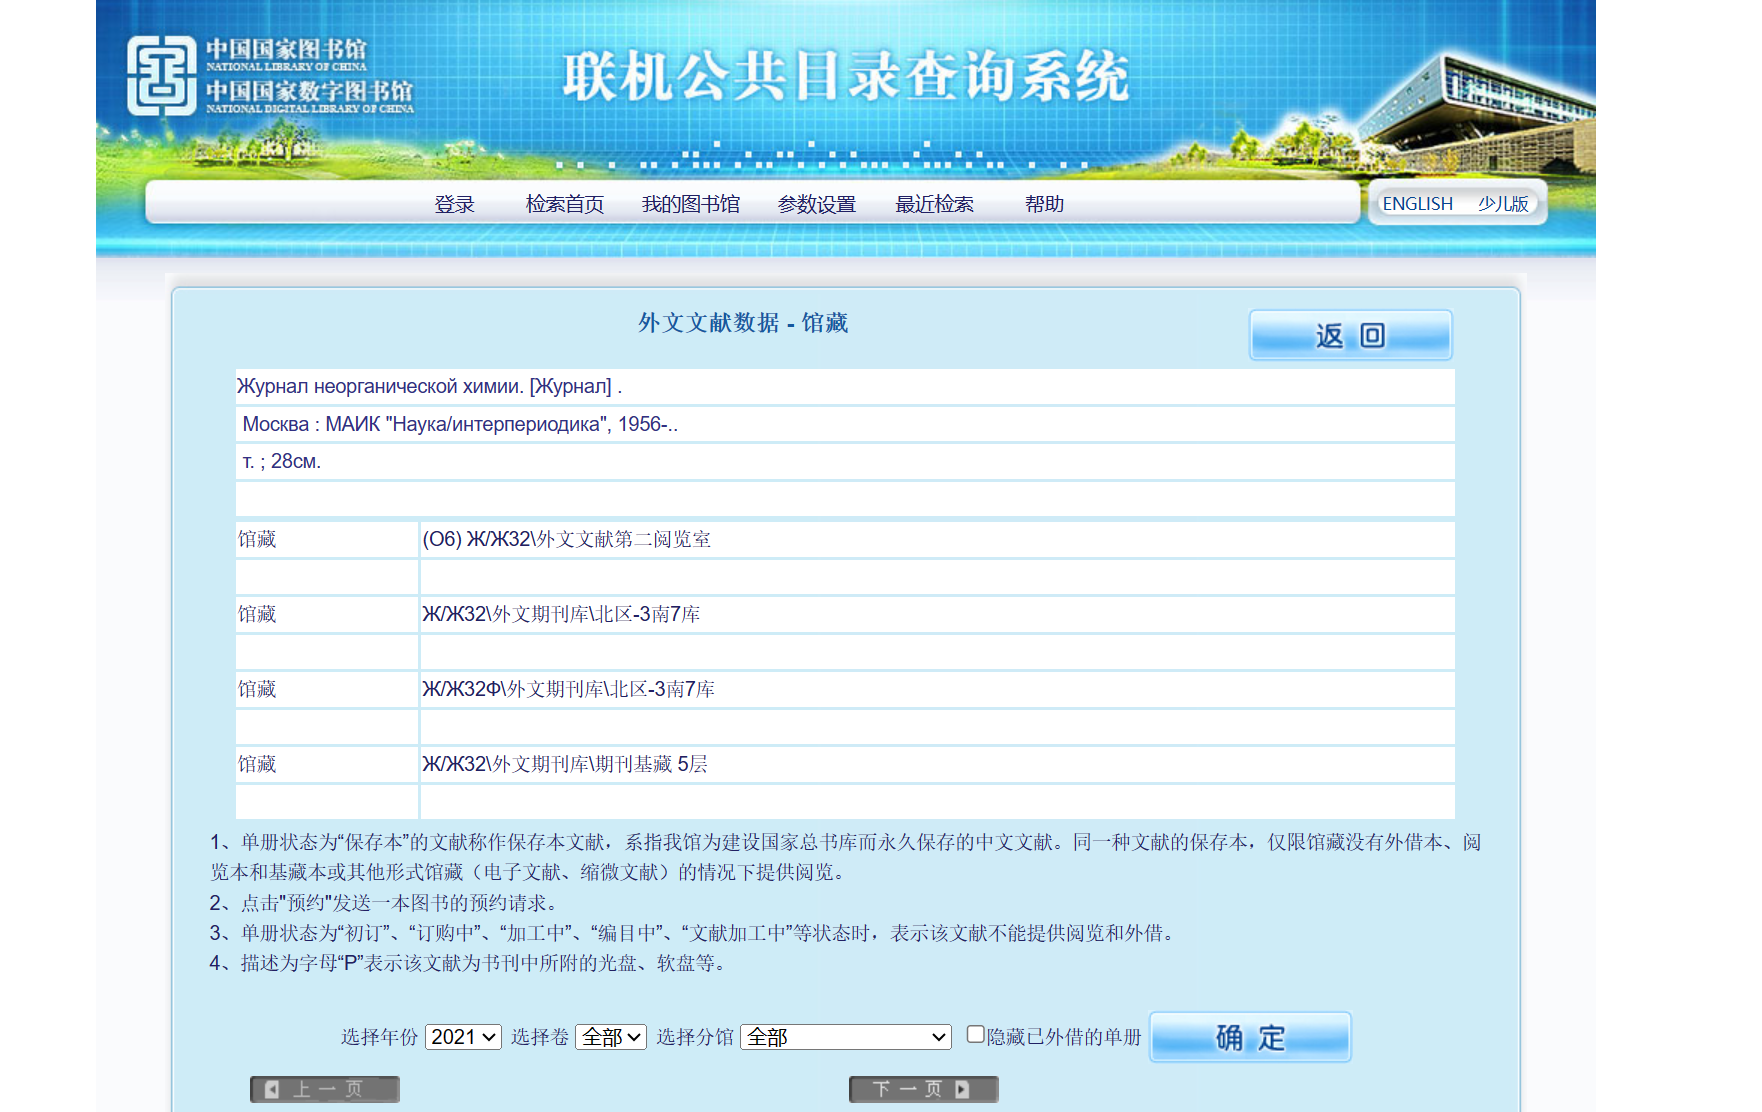 中国国家图书馆
NATIONAL LIBRARY OF CHINA
中国国家数字图书馆
NATIONAL DIGITAL LIBRARY OF CHINA
联机公共目录查询系统
登录 检索首页 我的图书馆 参数设置 最近检索 帮助 ENGLISH 少儿版
外文文献数据 - 馆藏
返 回
Журнал неорганической химии. [Журнал] .
Москва : МАИК "Наука/интерпериодика", 1956-..
т. ; 28см.
馆藏 (O6) Ж/Ж32\外文文献第二阅览室
馆藏 Ж/Ж32\外文期刊库\北区-3南7库
馆藏 Ж/Ж32Ф\外文期刊库\北区-3南7库
馆藏 Ж/Ж32\外文期刊库\期刊基藏 5层
1、单册状态为“保存本”的文献称作保存本文献，系指我馆为建设国家总书库而永久保存的中文文献。同一种文献的保存本，仅限馆藏没有外借本、阅
览本和基藏本或其他形式馆藏（电子文献、缩微文献）的情况下提供阅览。
2、点击"预约"发送一本图书的预约请求。
3、单册状态为“初订”、“订购中”、“加工中”、“编目中”、“文献加工中”等状态时，表示该文献不能提供阅览和外借。
4、描述为字母“P”表示该文献为书刊中所附的光盘、软盘等。
选择年份 2021 选择卷 全部 选择分馆 全部 隐藏已外借的单册 确 定
上一页 下一页